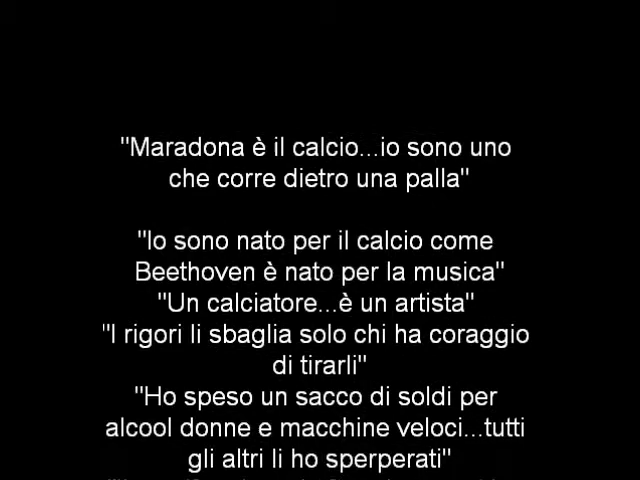 "Maradona è il calcio...io sono uno
che corre dietro una palla"
"Io sono nato per il calcio come
Beethoven è nato per la musica"
"Un calciatore...è un artista"
"I rigori li sbaglia solo chi ha coraggio
di tirarli"
"Ho speso un sacco di soldi per
alcool donne e macchine veloci...tutti
gli altri li ho sperperati"